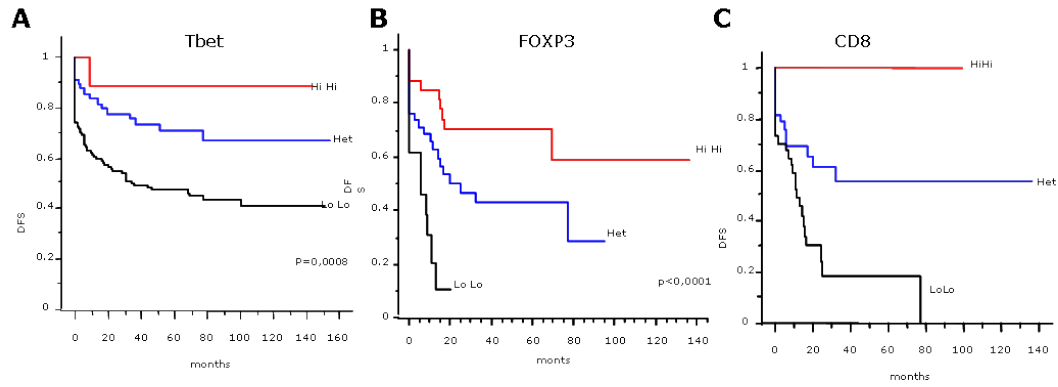 A
Tbet
1
0.8
0.6
0.4
0.2
0
DFS
Hi Hi
Het
Lo Lo
P=0,0008
0 20 40 60 80 100 120 140 160
months
B
FOXP3
1
0.8
0.6
0.4
0.2
0
DF
S
Hi Hi
Het
Lo Lo
p<0,0001
0 20 40 60 80 100 120 140
months
C
CD8
1
0.8
0.6
0.4
0.2
0
DFS
HiHi
Het
LoLo
0 20 40 60 80 100 120 140
months